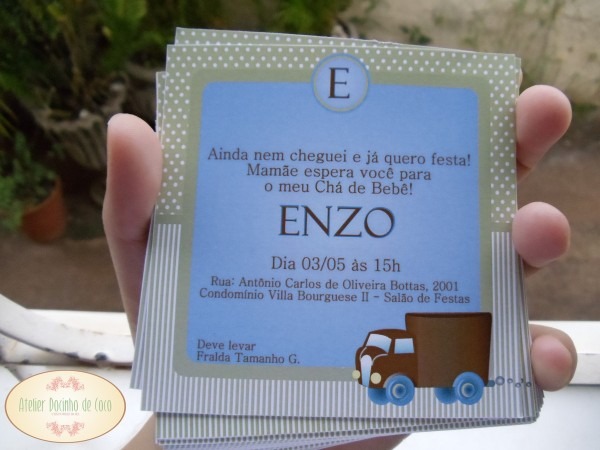 E
Ainda nem cheguei e já quero festa!
Mamãe espera você para
o meu Chá de Bebê!
ENZO
Dia 03/05 às 15h
Rua: Antônio Carlos de Oliveira Bottas, 2001
Condomínio Villa Bourguese II - Salão de Festas
Deve levar
Fralda Tamanho G.
Atelier Docinho de Coco